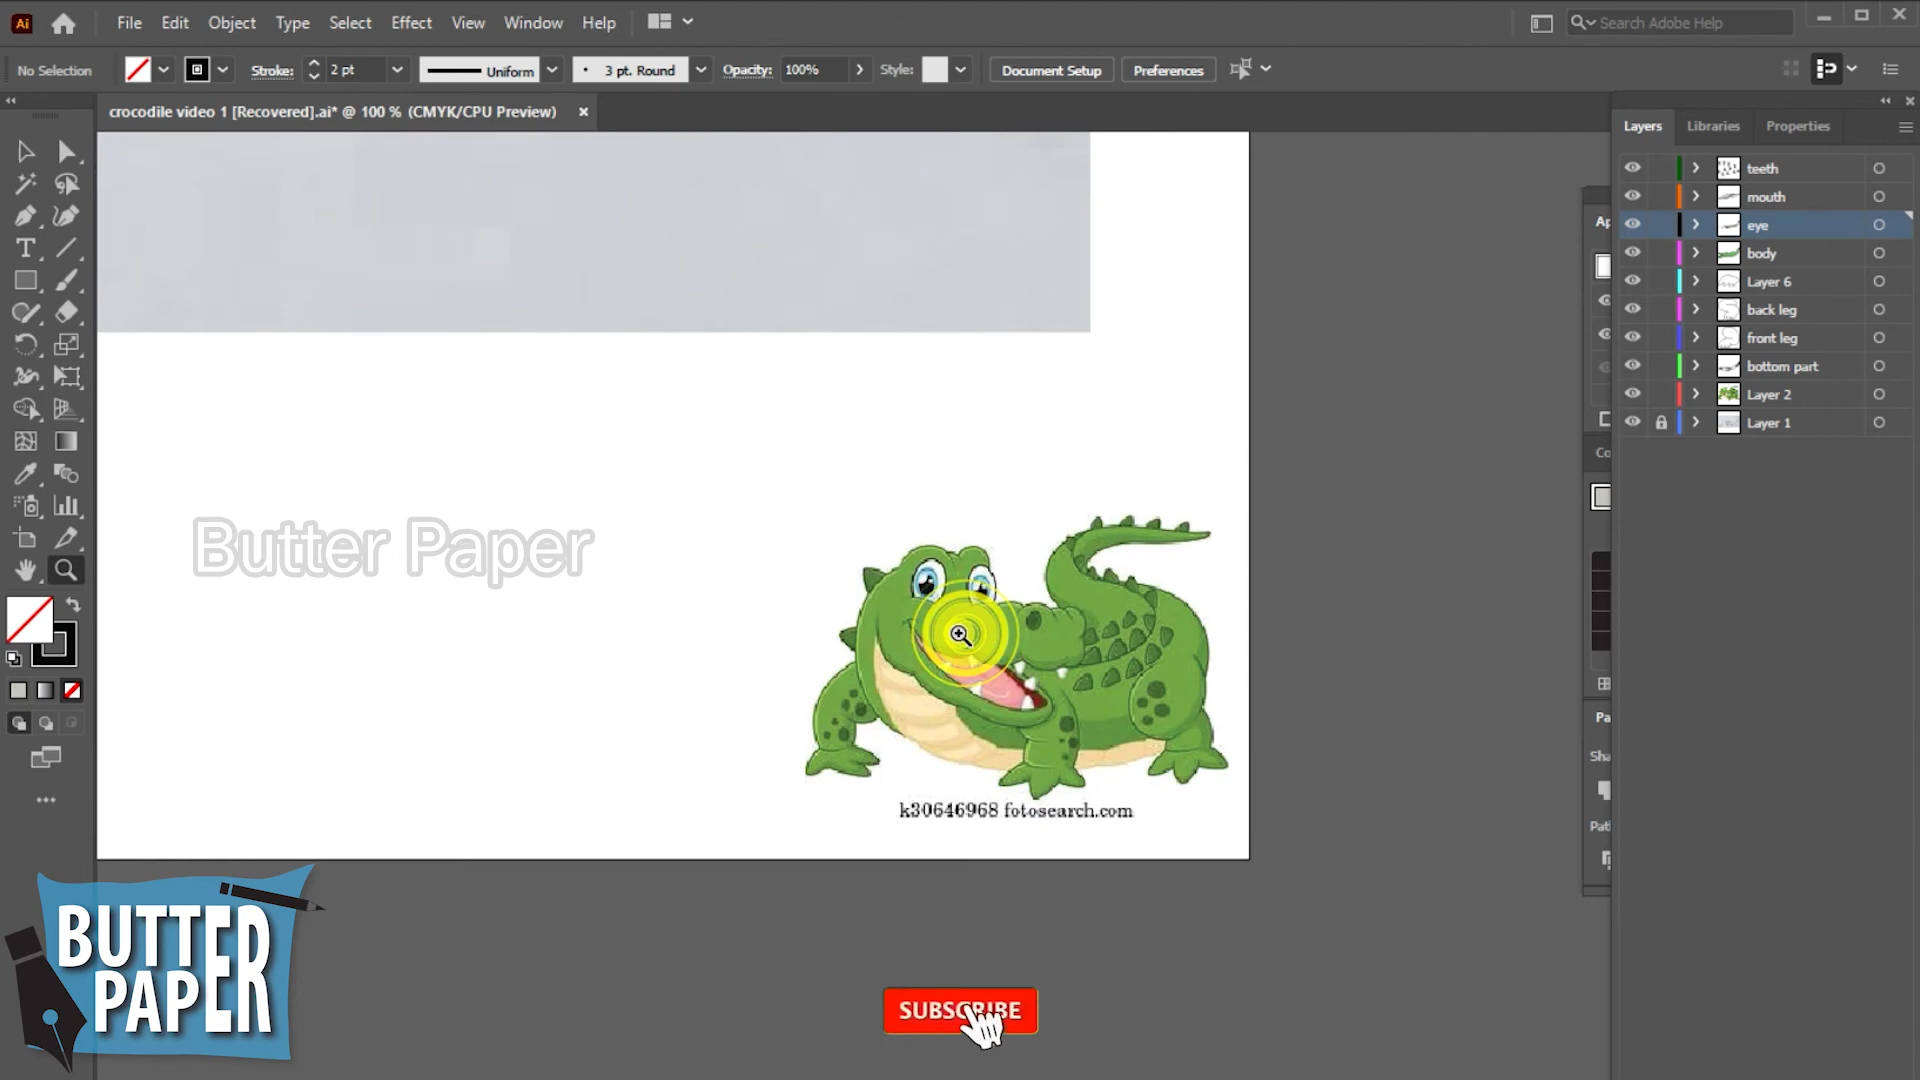 Ai
File Edit Object Type Select Effect View Window Help
Search Adobe Help
No Selection
Stroke: 2 pt Uniform 3 pt. Round Opacity: 100% Style: Document Setup Preferences
crocodile video 1 [Recovered].ai* @ 100 % (CMYK/CPU Preview)
Layers Libraries Properties
teeth
mouth
eye
body
Layer 6
back leg
front leg
bottom part
Layer 2
Layer 1
Butter Paper
k30646968 fotosearch.com
BUTTER
PAPER
SUBSCRIBE